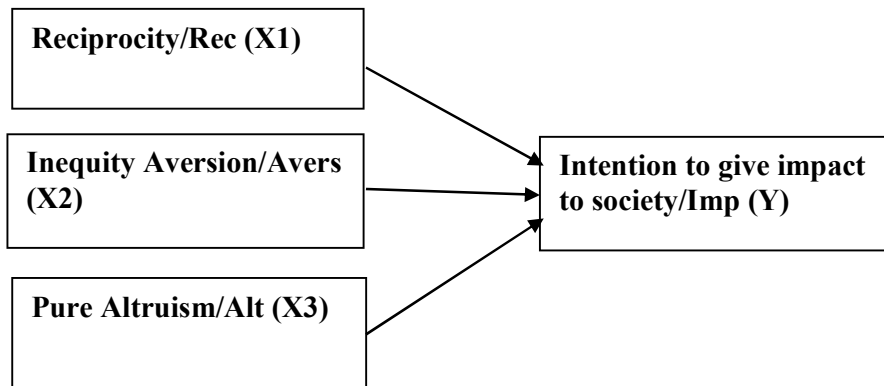 Reciprocity/Rec (X1)
Inequity Aversion/Avers
(X2)
Intention to give impact
to society/Imp (Y)
Pure Altruism/Alt (X3)